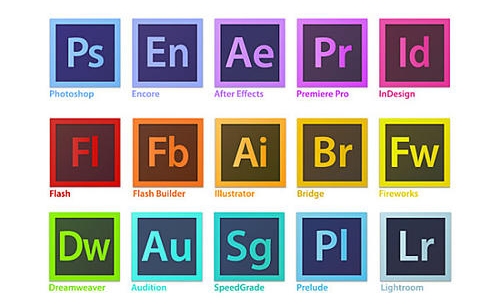 Ps En Ae Pr Id
Photoshop Encore After Effects Premiere Pro InDesign
Fl Fb Ai Br Fw
Flash Flash Builder Illustrator Bridge Fireworks
Dw Au Sg Pl Lr
Dreamweaver Audition SpeedGrade Prelude Lightroom